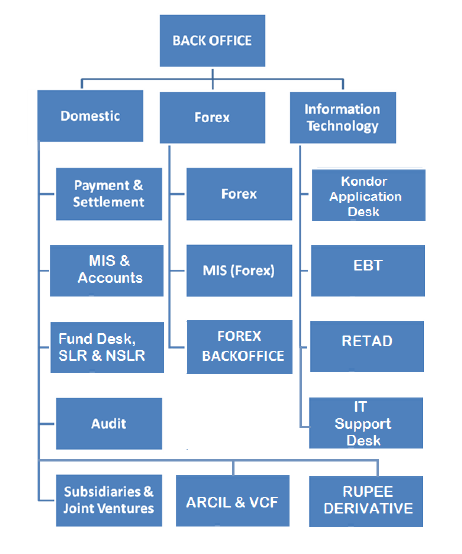 BACK OFFICE
Domestic
Forex
Information
Technology
Payment &
Settlement
Forex
Kondor
Application
Desk
MIS &
Accounts
MIS (Forex)
EBT
Fund Desk,
SLR & NSLR
FOREX
BACKOFFICE
RETAD
Audit
IT
Support
Desk
Subsidiaries &
Joint Ventures
ARCIL & VCF
RUPEE
DERIVATIVE